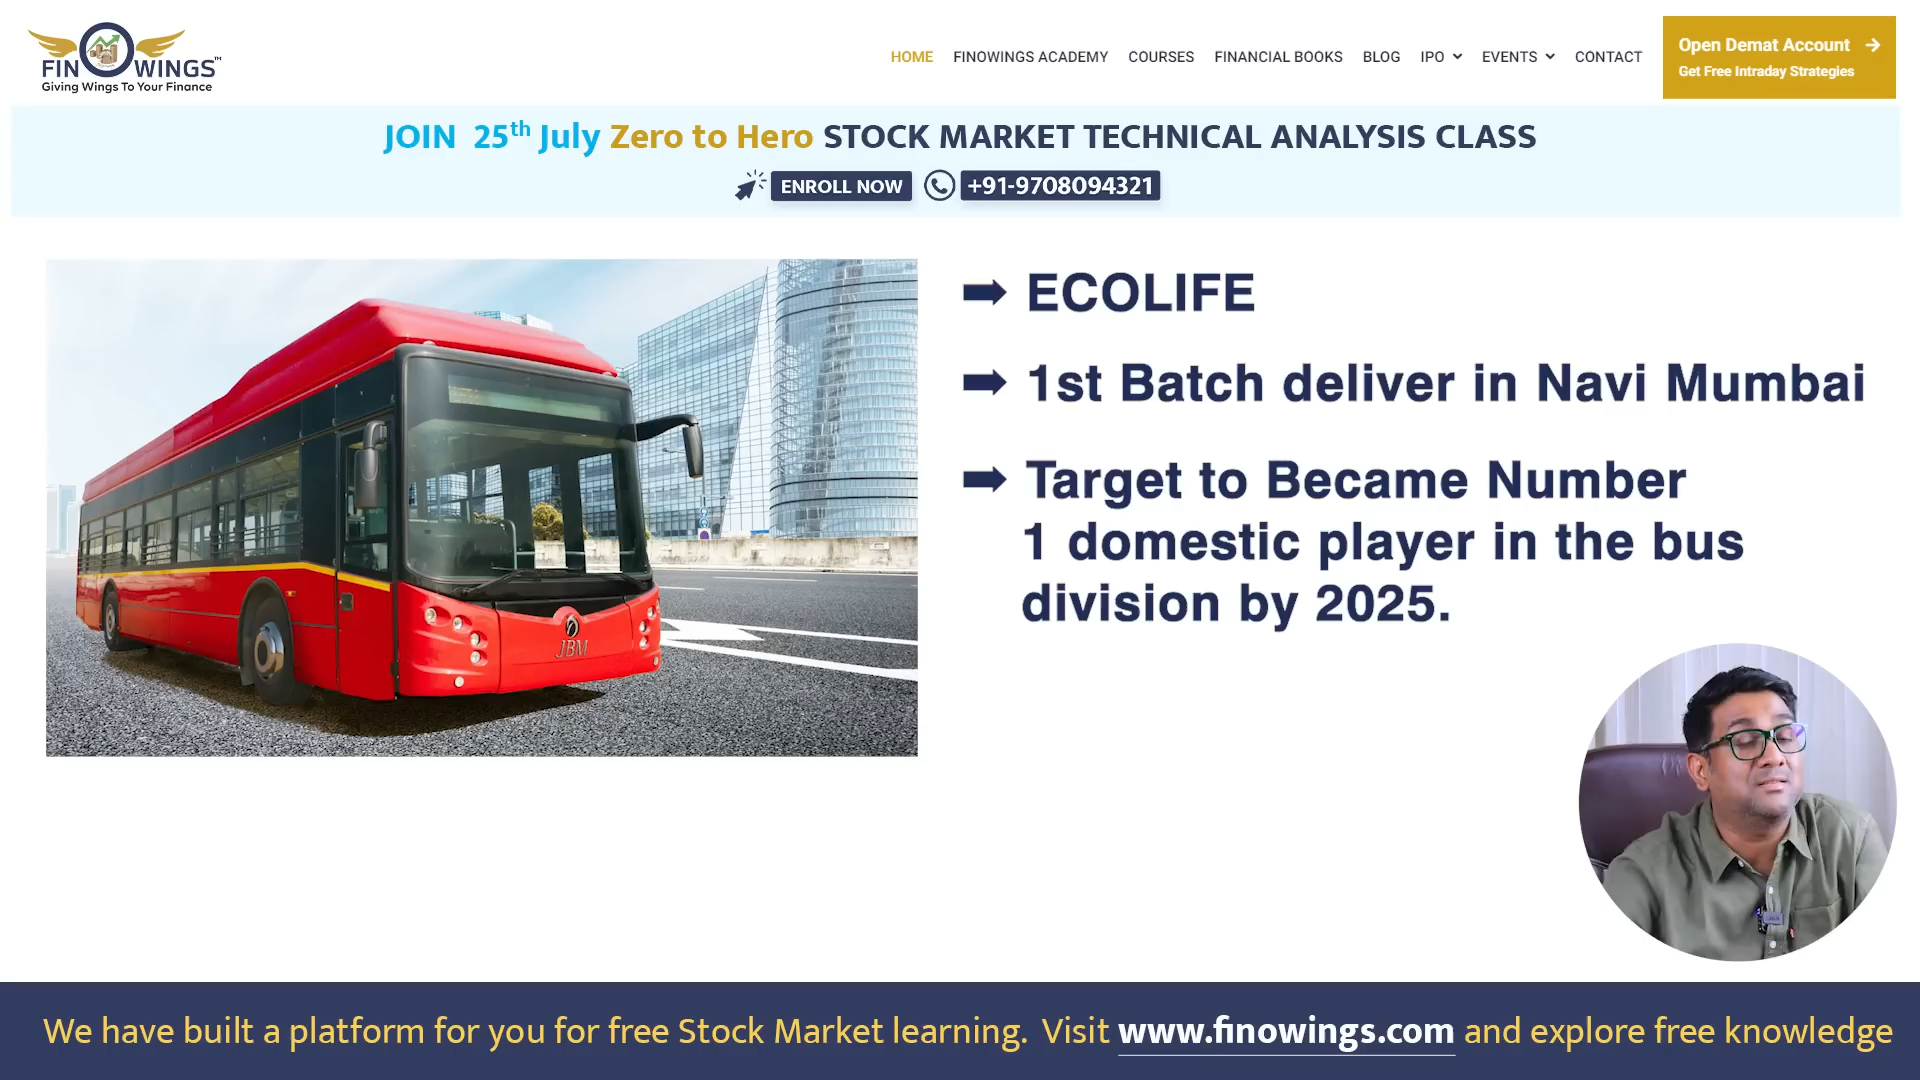 FINOWINGS™
Giving Wings To Your Finance
HOME FINOWINGS ACADEMY COURSES FINANCIAL BOOKS BLOG IPO EVENTS CONTACT
Open Demat Account
Get Free Intraday Strategies
JOIN 25th July Zero to Hero STOCK MARKET TECHNICAL ANALYSIS CLASS
ENROLL NOW +91-9708094321
ECOLIFE
1st Batch deliver in Navi Mumbai
Target to Became Number
1 domestic player in the bus
division by 2025.
JBM
We have built a platform for you for free Stock Market learning. Visit www.finowings.com and explore free knowledge